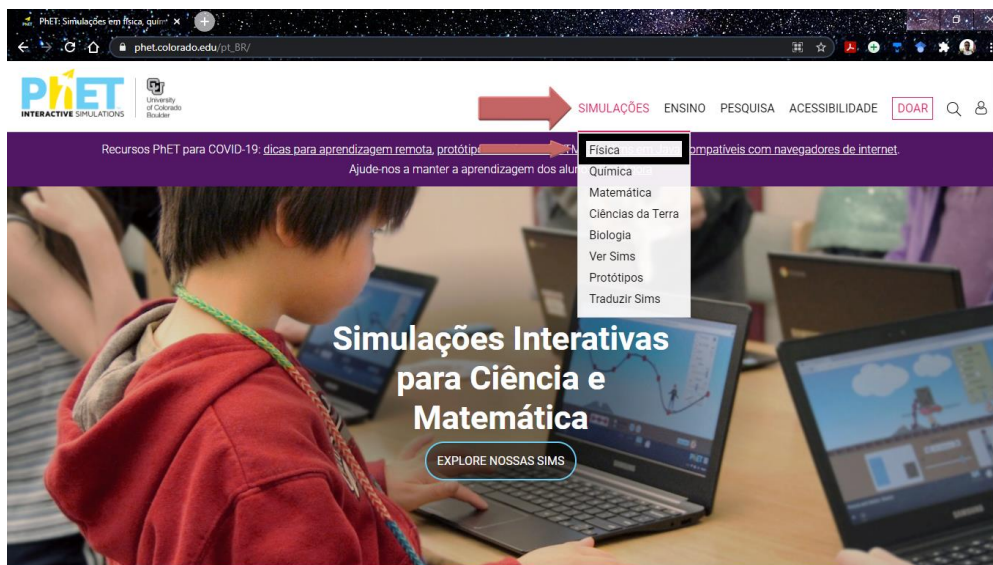 PhET: Simulações em física, quím
phet.colorado.edu/pt_BR/
PhET
INTERACTIVE SIMULATIONS
University
of Colorado
Boulder
SIMULAÇÕES ENSINO PESQUISA ACESSIBILIDADE DOAR
Recursos PhET para COVID-19: dicas para aprendizagem remota, protótip ompatíveis com navegadores de internet.
Ajude-nos a manter a aprendizagem dos alun
Física
Química
Matemática
Ciências da Terra
Biologia
Ver Sims
Protótipos
Traduzir Sims
Simulações Interativas
para Ciência e
Matemática
EXPLORE NOSSAS SIMS